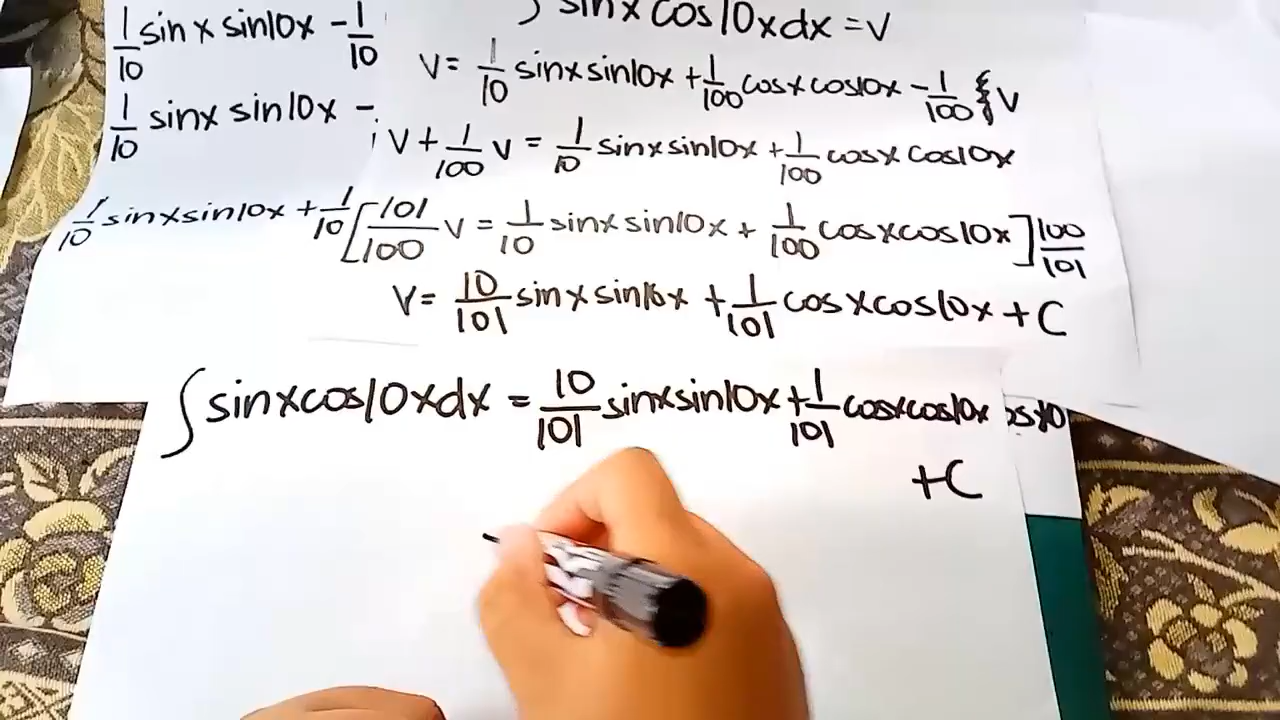 ∫ sinx cos10xdx = V
1/10 sinx sin10x - 1/10
V = 1/10 sinx sin10x + 1/100 cosx cos10x - 1/100 { V
1/10 sinx sin10x -
V + 1/100 V = 1/10 sinx sin10x + 1/100 cosx cos10x
1/10 sinx sin10x + 1/10
[101/100 V = 1/10 sinx sin10x + 1/100 cosx cos10x] 100/101
V = 10/101 sinx sin10x + 1/101 cosx cos10x + C
∫ sinx cos10x dx = 10/101 sinx sin10x + 1/101 cosx cos10x
+C